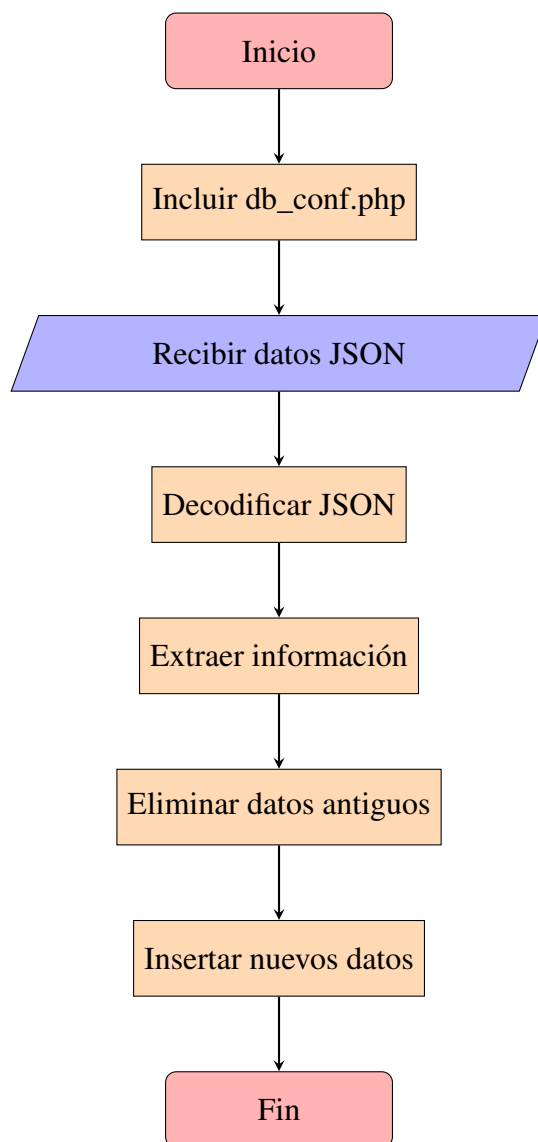 Inicio
Incluir db_conf.php
Recibir datos JSON
Decodificar JSON
Extraer información
Eliminar datos antiguos
Insertar nuevos datos
Fin